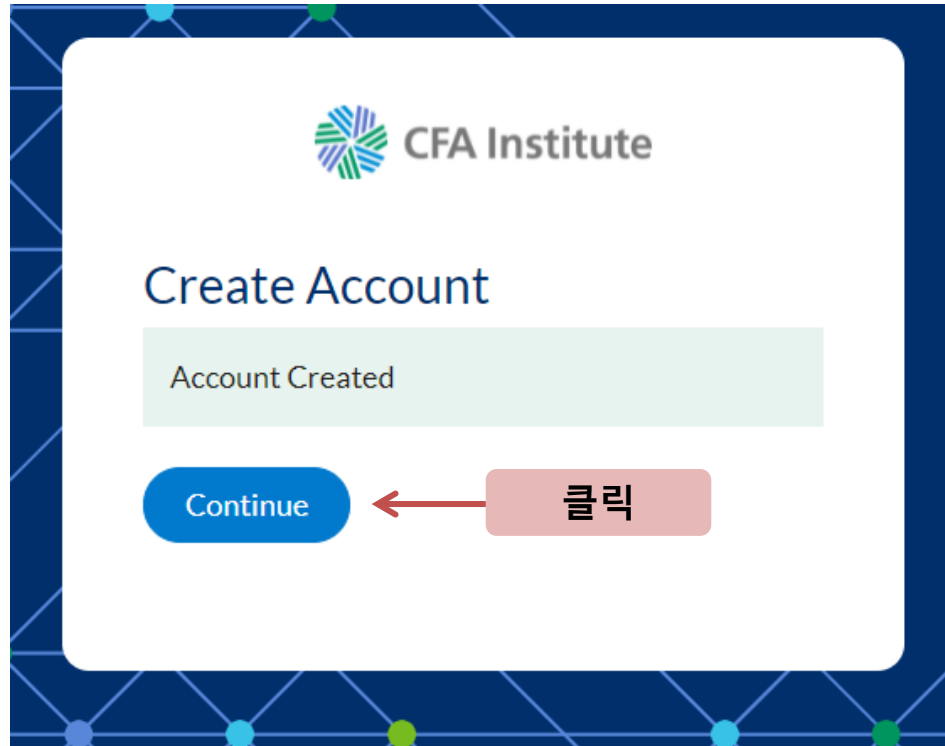 CFA Institute
Create Account
Account Created
Continue
클릭